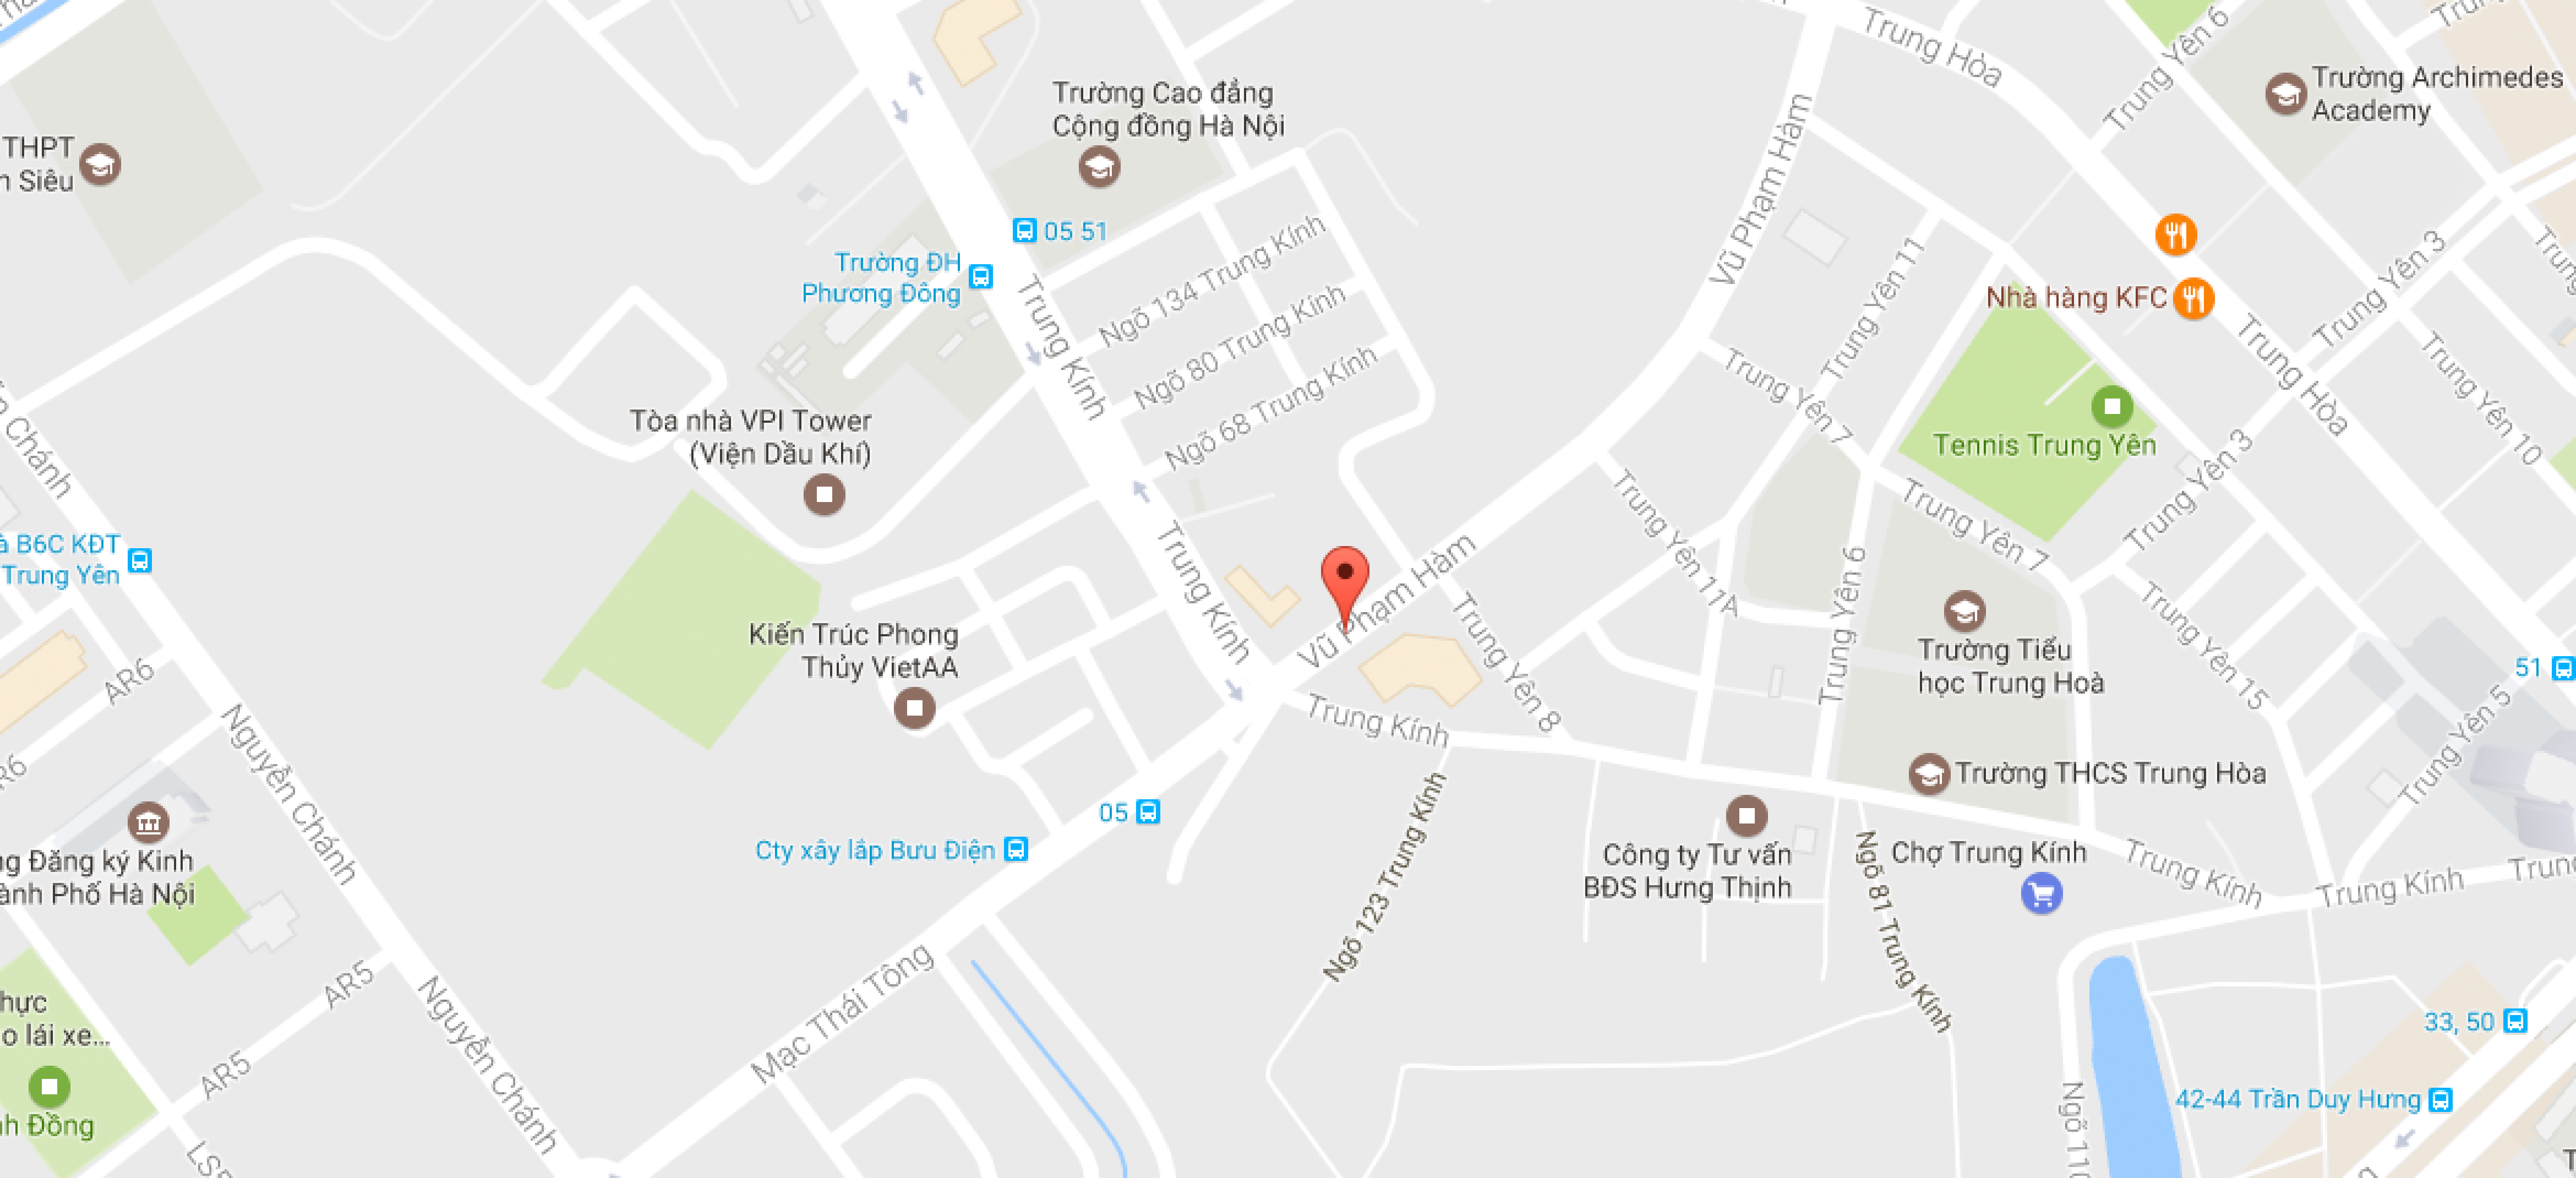 Trung Hòa
Trung Yên 6
Trường Archimedes
Academy
Trường Cao đẳng
Cộng đồng Hà Nội
THPT
Siêu
Vũ Phạm Hàm
05 51
Trường ĐH
Phương Đông
Trung Kính
Ngõ 134 Trung Kính
Ngõ 80 Trung Kính
Ngõ 68 Trung Kính
Trung Yên 11
Nhà hàng KFC
Trung Yên 3
Trung Hòa
Trung Yên 7
Trung Yên 10
Tennis Trung Yên
Trung Yên 3
Tòa nhà VPI Tower
(Viện Dầu Khí)
Chánh
Trung Yên 7
Trung Yên 11A
B6C KĐT
Trung Yên
Trung Kính
Vũ Phạm Hàm
Trung Yên 6
Trung Yên 8
Trung Yên 15
Kiến Trúc Phong
Thủy VietAA
Trường Tiểu
học Trung Hoà
51
Trung Yên 5
AR6
Nguyễn Chánh
Trung Kính
Trường THCS Trung Hòa
05
Cty xây lắp Bưu Điện
Ngõ 123 Trung Kính
Công ty Tư vấn
BĐS Hưng Thịnh
Ngõ 81 Trung Kính
Chợ Trung Kính
Trung Kính
Trung Kính
Đăng ký Kinh
Phố Hà Nội
Mạc Thái Tông
AR5
Nguyễn Chánh
lái xe...
AR5
33, 50
42-44 Trần Duy Hưng
Đồng